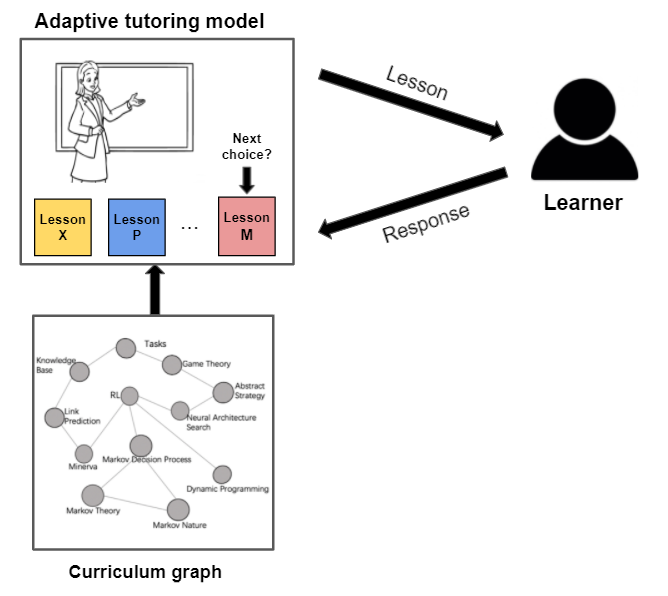 Adaptive tutoring model
Lesson
Next
choice?
Lesson
X
Lesson
P
...
Lesson
M
Response
Learner
Tasks
Knowledge
Base
Game Theory
Abstract
Strategy
RL
Link
Prediction
Neural Architecture
Search
Minerva
Markov Decision Process
Dynamic Programming
Markov Theory
Markov Nature
Curriculum graph